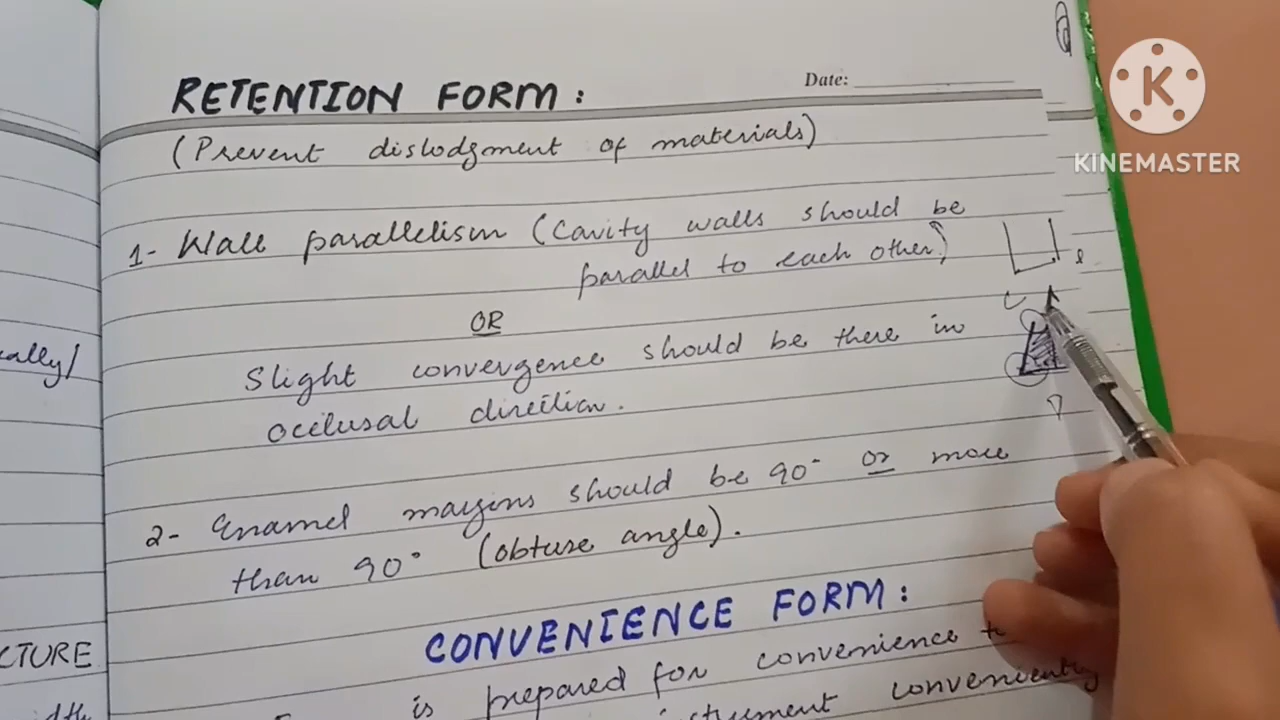 RETENTION FORM :
Date:
(Prevent dislodgment of materials)
1- Wall parallelism (Cavity walls should be
parallel to each other)
OR
Slight convergence should be there in
occlusal direction.
2- Enamel margins should be 90° or more
than 90° (obtuse angle).
CONVENIENCE FORM :
is prepared for convenience
conveniently
ally/
CTURE
KINEMASTER